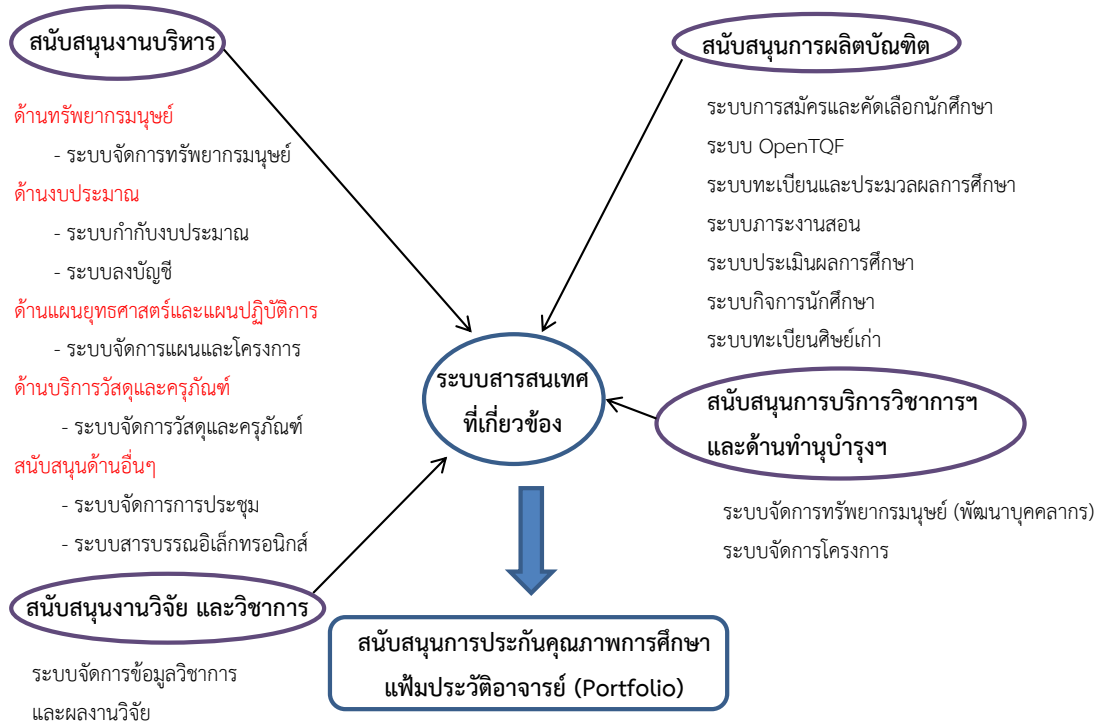 สนับสนุนงานบริหาร
ด้านทรัพยากรมนุษย์
- ระบบจัดการทรัพยากรมนุษย์
ด้านงบประมาณ
- ระบบกำกับงบประมาณ
- ระบบลงบัญชี
ด้านแผนยุทธศาสตร์และแผนปฏิบัติการ
- ระบบจัดการแผนและโครงการ
ด้านบริการวัสดุและครุภัณฑ์
- ระบบจัดการวัสดุและครุภัณฑ์
สนับสนุนด้านอื่นๆ
- ระบบจัดการการประชุม
- ระบบสารบรรณอิเล็กทรอนิกส์
สนับสนุนงานวิจัย และวิชาการ
ระบบจัดการข้อมูลวิชาการ
และผลงานวิจัย
ระบบสารสนเทศ
ที่เกี่ยวข้อง
สนับสนุนการประกันคุณภาพการศึกษา
แฟ้มประวัติอาจารย์ (Portfolio)
สนับสนุนการผลิตบัณฑิต
ระบบการสมัครและคัดเลือกนักศึกษา
ระบบ OpenTQF
ระบบทะเบียนและประมวลผลการศึกษา
ระบบภาระงานสอน
ระบบประเมินผลการศึกษา
ระบบกิจการนักศึกษา
ระบบทะเบียนศิษย์เก่า
สนับสนุนการบริการวิชาการฯ
และด้านทำนุบำรุงฯ
ระบบจัดการทรัพยากรมนุษย์ (พัฒนาบุคคลากร)
ระบบจัดการโครงการ